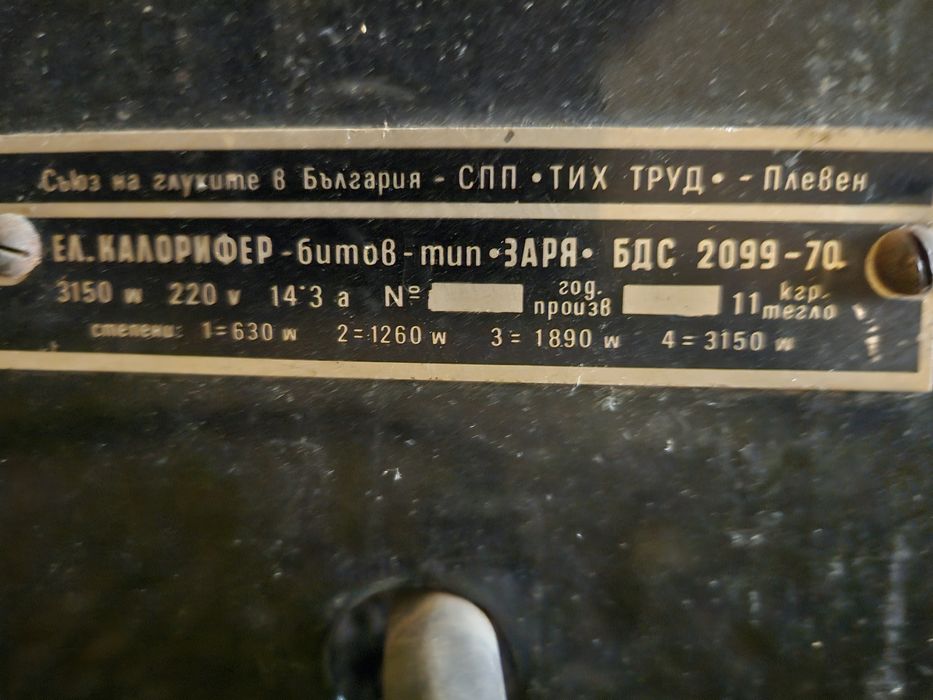 Съюз на глухите в България - СПП •ТИХ ТРУД• - Плевен
ЕЛ. КАЛОРИФЕР - битов - тип •ЗАРЯ• БДС 2099-70
3150 w 220 v 14·3 а № год. произв 11 кгр. тегло
степени: 1=630 w 2=1260 w 3=1890 w 4=3150 w